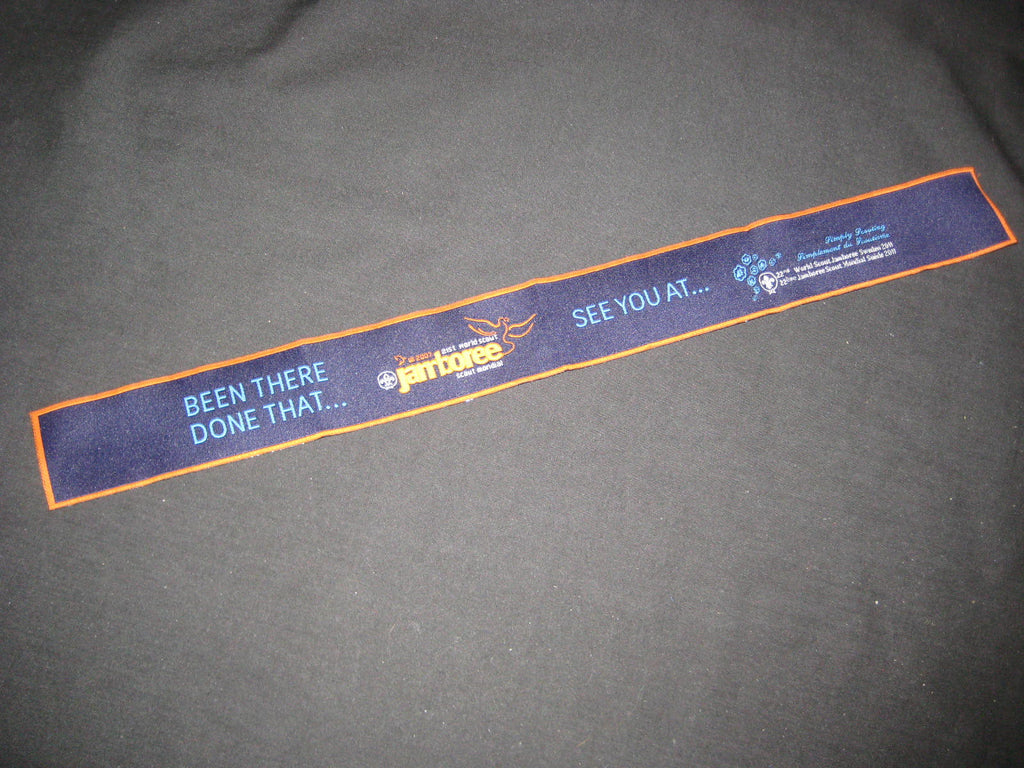 BEEN THERE
DONE THAT...
2007 21st world scout
jamboree
scout mondial
SEE YOU AT...
Simply Scouting
Simplement du Scoutisme
22nd World Scout Jamboree Sweden 2011
22ème Jamboree Scout Mondial Suède 2011